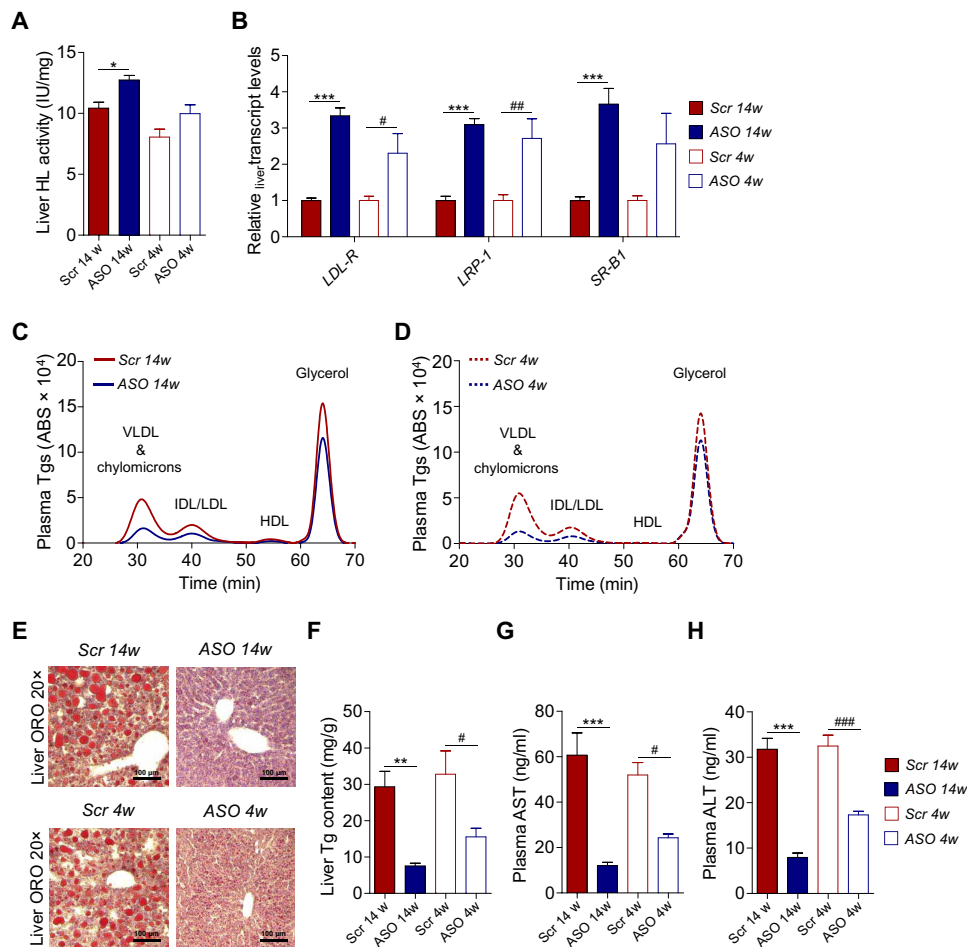 A
Liver HL activity (IU/mg)
15
10
5
0
*
Scr 14 w
ASO 14w
Scr 4w
ASO 4w
B
Relative liver transcript levels
5
4
3
2
1
0
***
#
***
##
***
LDL-R
LRP-1
SR-B1
Scr 14w
ASO 14w
Scr 4w
ASO 4w
C
Plasma Tgs (ABS × 10⁴)
20
15
10
5
0
Scr 14w
ASO 14w
VLDL
&
chylomicrons
IDL/LDL
HDL
Glycerol
20 30 40 50 60 70
Time (min)
D
Plasma Tgs (ABS × 10⁴)
20
15
10
5
0
Scr 4w
ASO 4w
VLDL
&
chylomicrons
IDL/LDL
HDL
Glycerol
20 30 40 50 60 70
Time (min)
E
Scr 14w
ASO 14w
Liver ORO 20×
100 µm
100 µm
Scr 4w
ASO 4w
Liver ORO 20×
100 µm
100 µm
F
Liver Tg content (mg/g)
50
40
30
20
10
0
**
#
Scr 14 w
ASO 14w
Scr 4w
ASO 4w
G
Plasma AST (ng/ml)
80
60
40
20
0
***
#
Scr 14 w
ASO 14w
Scr 4w
ASO 4w
H
Plasma ALT (ng/ml)
40
30
20
10
0
***
###
Scr 14 w
ASO 14w
Scr 4w
ASO 4w
Scr 14w
ASO 14w
Scr 4w
ASO 4w